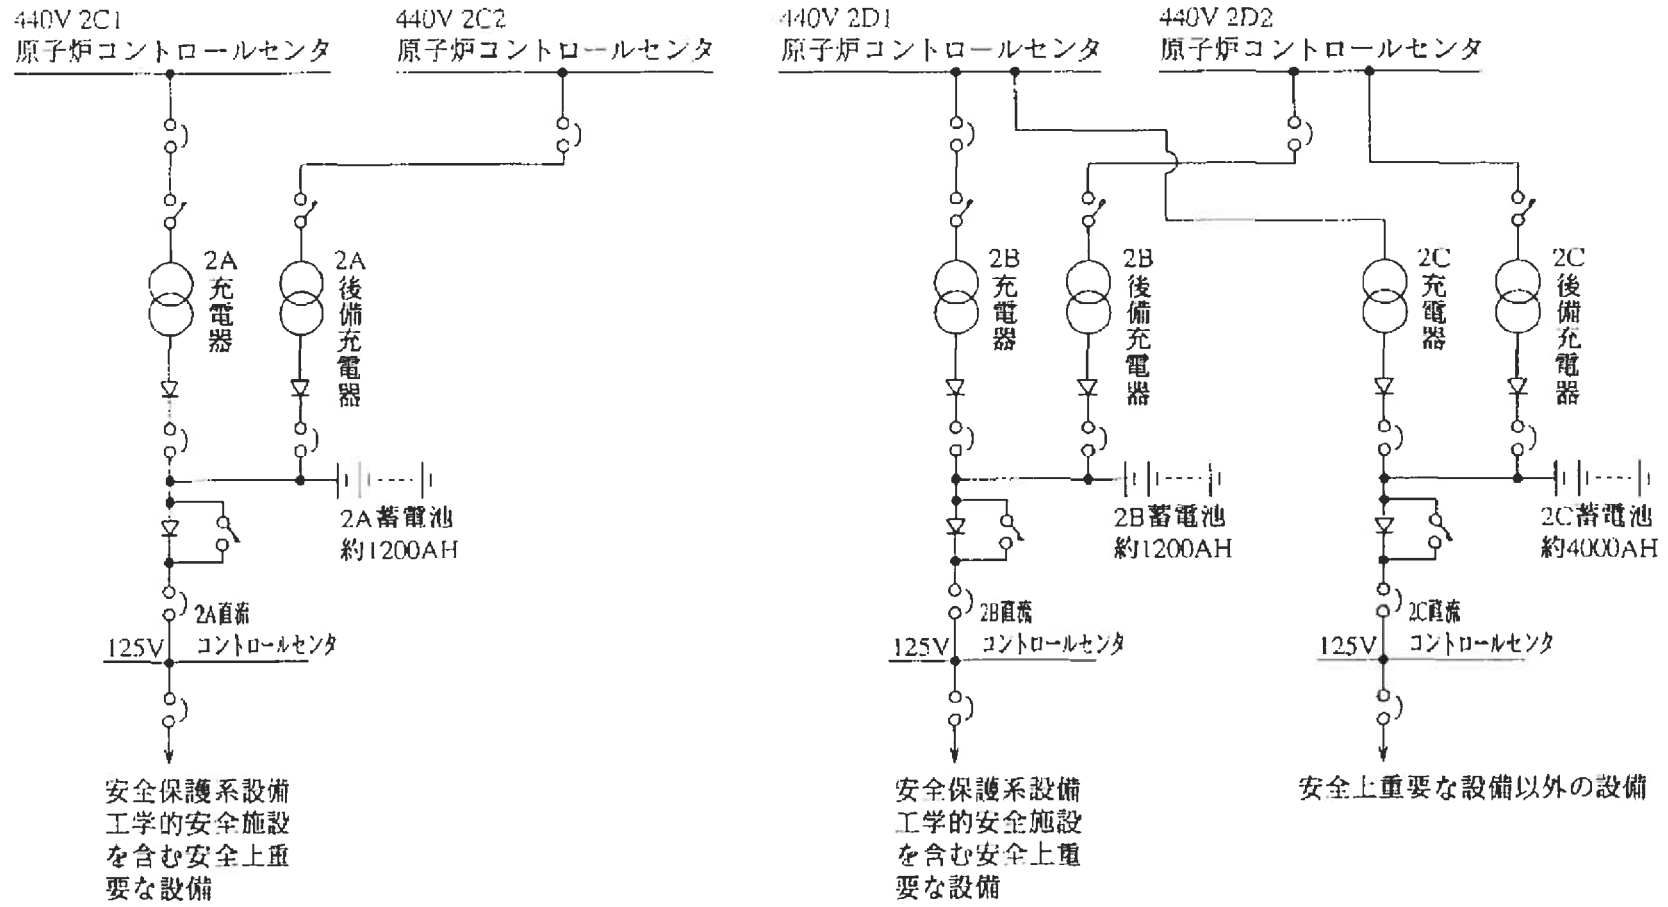 440V 2C1
原子炉コントロールセンタ
440V 2C2
原子炉コントロールセンタ
440V 2D1
原子炉コントロールセンタ
440V 2D2
原子炉コントロールセンタ
2A
充電器
2A
後備充電器
2B
充電器
2B
後備充電器
2C
充電器
2C
後備充電器
2A蓄電池
約1200AH
2B蓄電池
約1200AH
2C蓄電池
約4000AH
2A直流
コントロールセンタ
125V
2B直流
コントロールセンタ
125V
2C直流
コントロールセンタ
125V
安全保護系設備
工学的安全施設
を含む安全上重
要な設備
安全保護系設備
工学的安全施設
を含む安全上重
要な設備
安全上重要な設備以外の設備